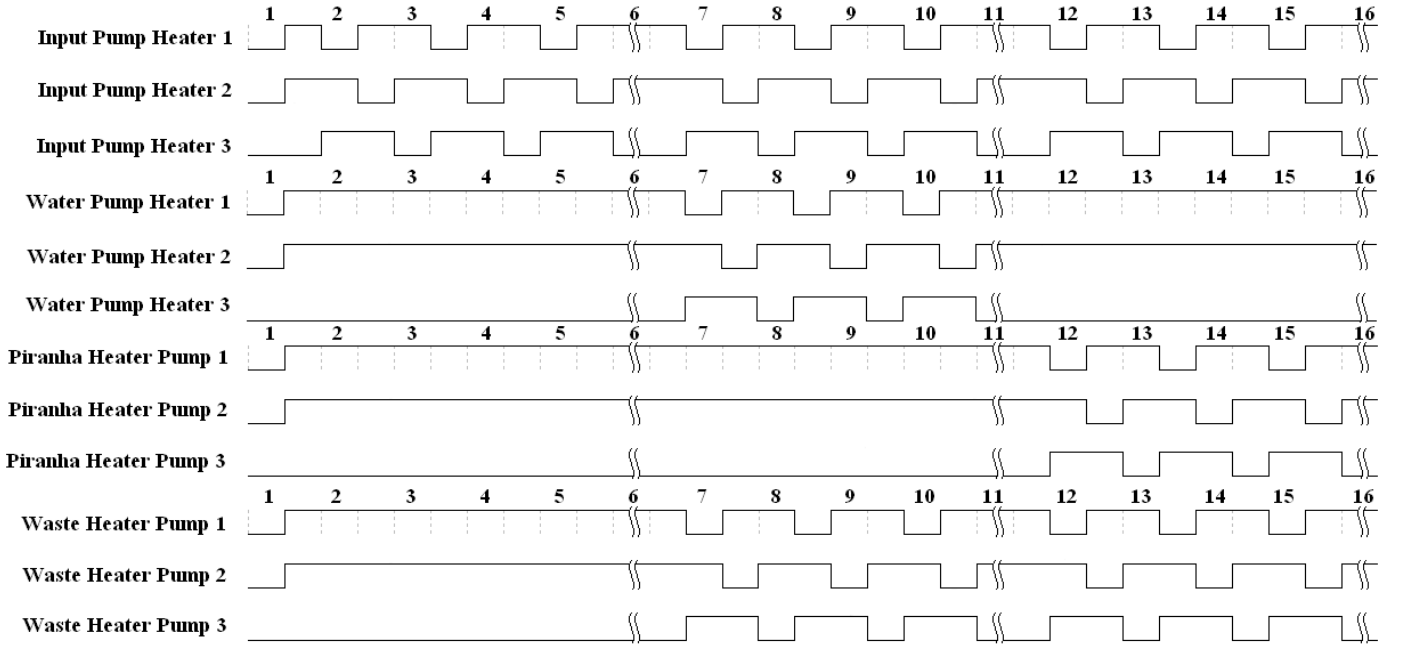 1 2 3 4 5 6 7 8 9 10 11 12 13 14 15 16
Input Pump Heater 1
Input Pump Heater 2
Input Pump Heater 3
1 2 3 4 5 6 7 8 9 10 11 12 13 14 15 16
Water Pump Heater 1
Water Pump Heater 2
Water Pump Heater 3
1 2 3 4 5 6 7 8 9 10 11 12 13 14 15 16
Piranha Heater Pump 1
Piranha Heater Pump 2
Piranha Heater Pump 3
1 2 3 4 5 6 7 8 9 10 11 12 13 14 15 16
Waste Heater Pump 1
Waste Heater Pump 2
Waste Heater Pump 3